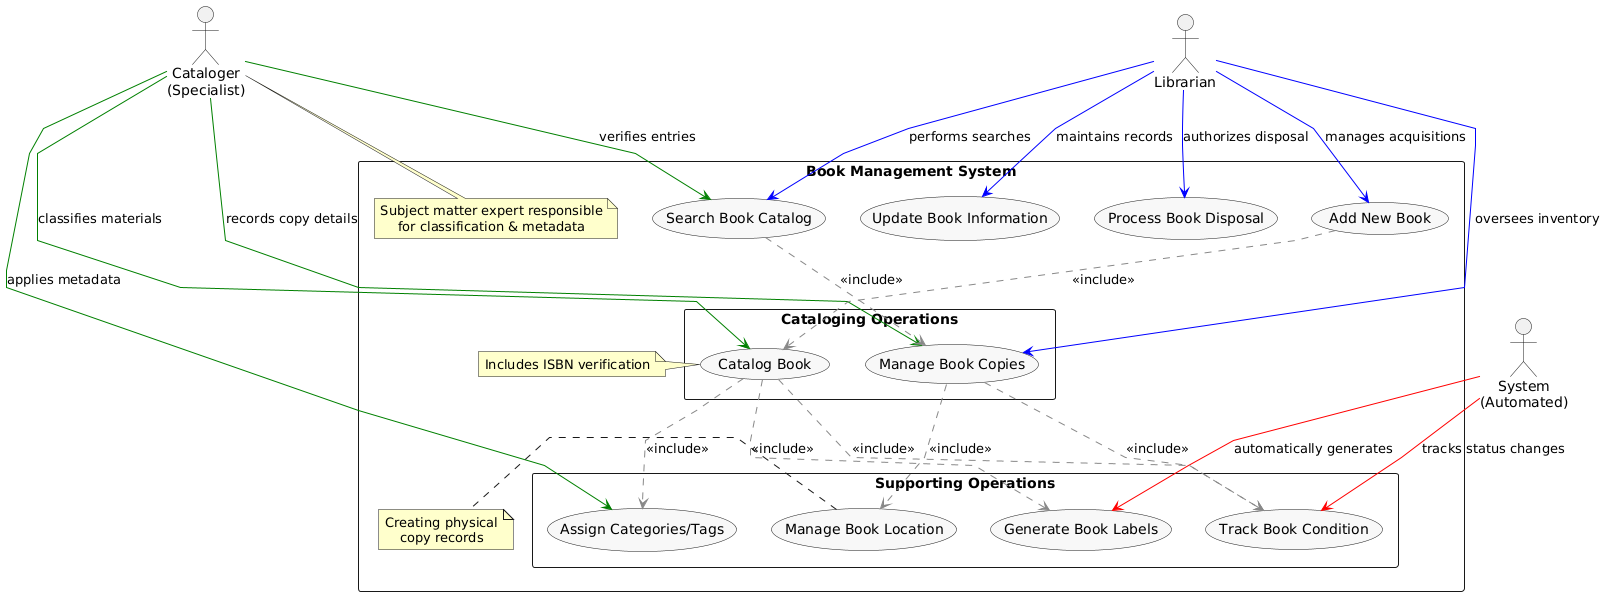 Cataloger
(Specialist)
Librarian
verifies entries
performs searches
maintains records
authorizes disposal
manages acquisitions
Book Management System
Subject matter expert responsible
for classification & metadata
Search Book Catalog
Update Book Information
Process Book Disposal
Add New Book
classifies materials
records copy details
oversees inventory
applies metadata
«include»
«include»
Cataloging Operations
Includes ISBN verification
Catalog Book
Manage Book Copies
System
(Automated)
«include»
«include»
«include»
«include»
«include»
automatically generates
tracks status changes
Supporting Operations
Creating physical
copy records
Assign Categories/Tags
Manage Book Location
Generate Book Labels
Track Book Condition